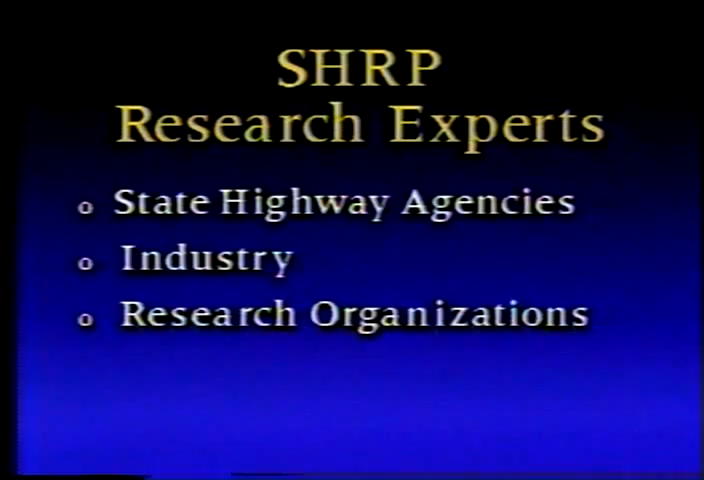 SHRP
Research Experts
o State Highway Agencies
o Industry
o Research Organizations